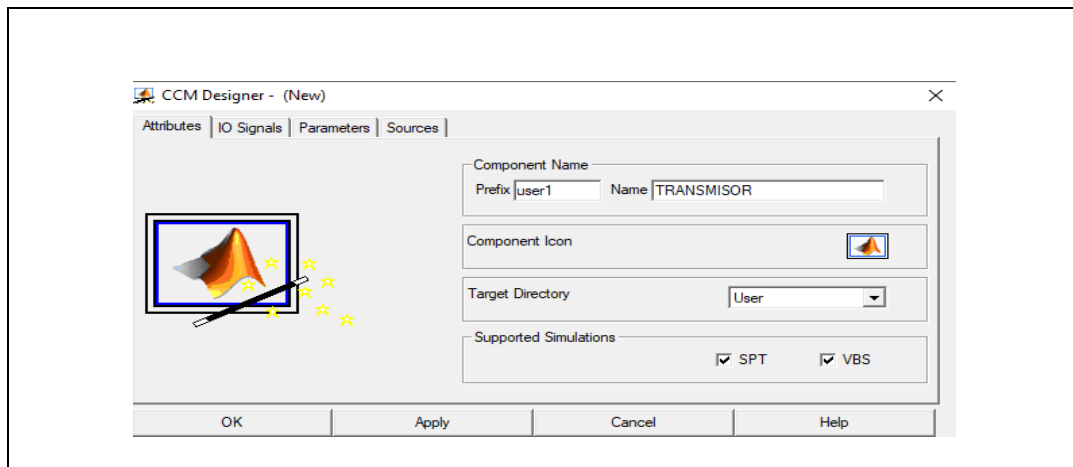 CCM Designer - (New)
Attributes IO Signals Parameters Sources
Component Name
Prefix user1 Name TRANSMISOR
Component Icon
Target Directory User
Supported Simulations
SPT VBS
OK Apply Cancel Help